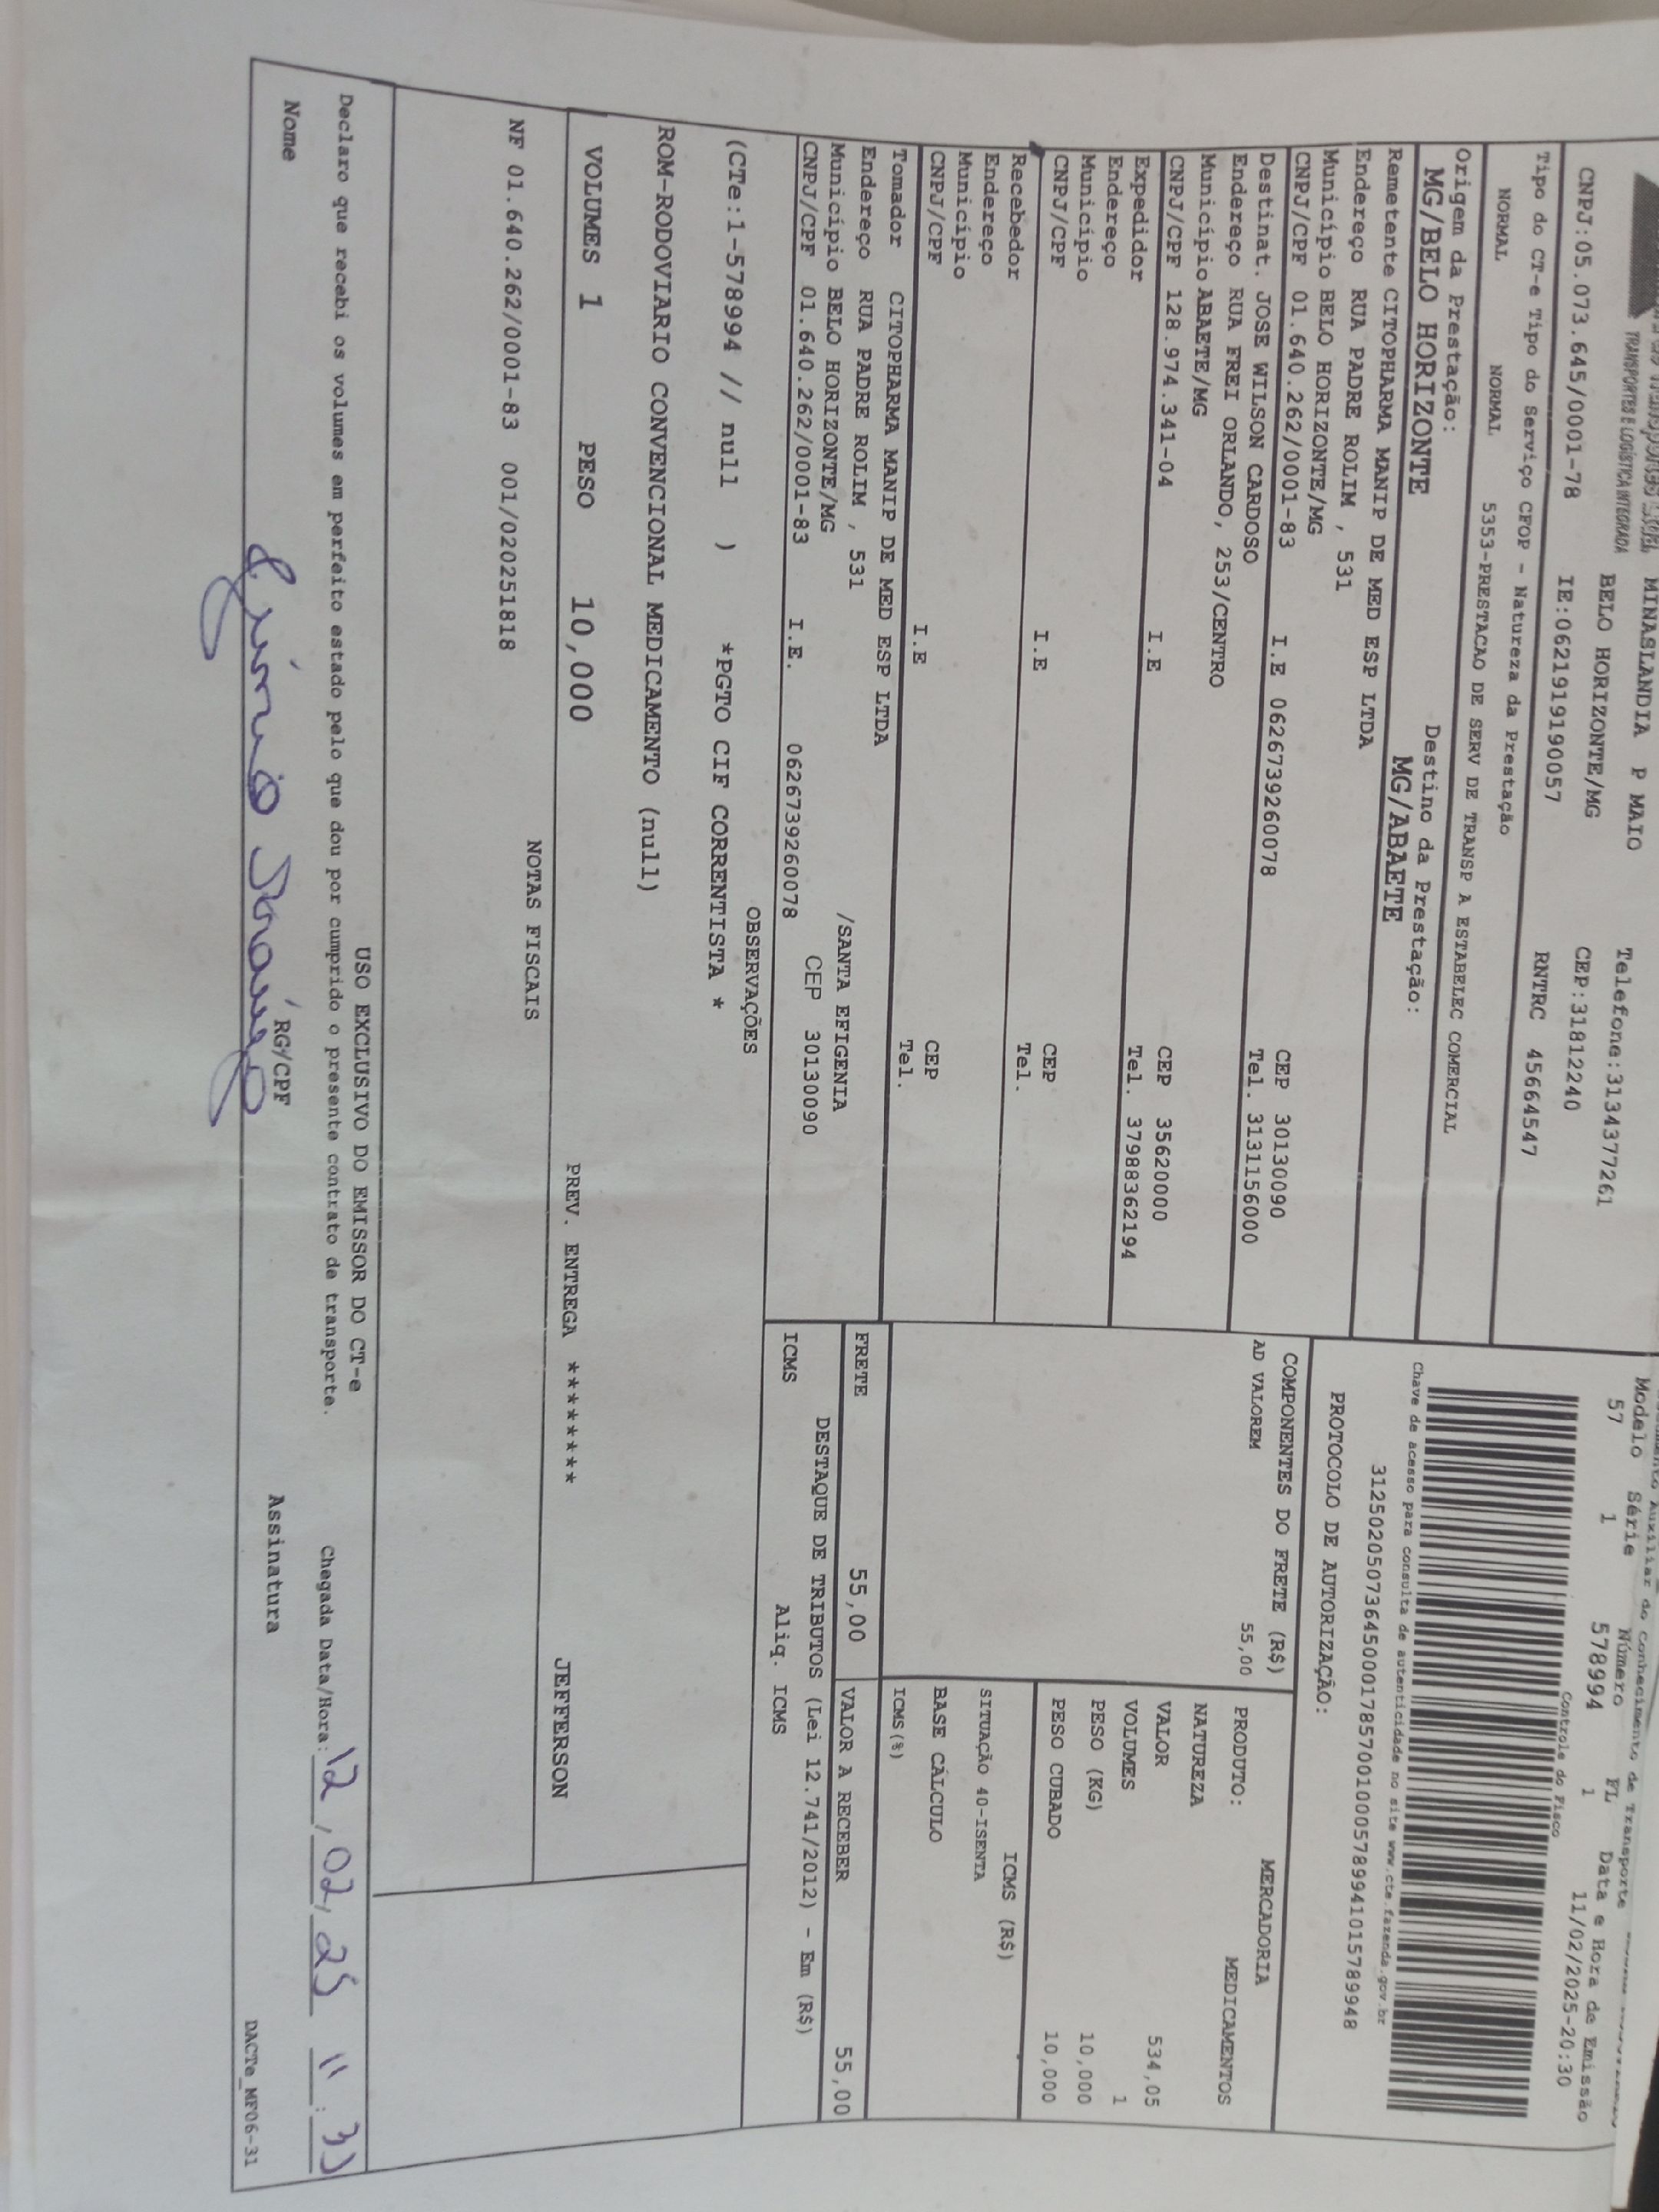 TRANSPORTES E LOGÍSTICA INTEGRADA
MINASLANDIA P MAIO
Telefone:3134377261
BELO HORIZONTE/MG
CEP:31812240
CNPJ:05.073.645/0001-78
IE:0621919190057
RNTRC 45664547
Tipo do CT-e Tipo do Serviço CFOP - Natureza da Prestação
NORMAL NORMAL 5353-PRESTACAO DE SERV DE TRANSP A ESTABELEC COMERCIAL
Origem da Prestação: Destino da Prestação:
MG/BELO HORIZONTE MG/ABAETE
Remetente CITOPHARMA MANIP DE MED ESP LTDA
Endereço RUA PADRE ROLIM , 531
Município BELO HORIZONTE/MG CEP 30130090
CNPJ/CPF 01.640.262/0001-83 I.E 0626739260078 Tel. 3131156000
Destinat. JOSE WILSON CARDOSO
Endereço RUA FREI ORLANDO, 253/CENTRO
Município ABAETE/MG CEP 35620000
CNPJ/CPF 128.974.341-04 I.E Tel. 37988362194
Expedidor
Endereço
Município CEP
CNPJ/CPF I.E Tel.
Recebedor
Endereço
Município CEP
CNPJ/CPF I.E Tel.
Tomador CITOPHARMA MANIP DE MED ESP LTDA
Endereço RUA PADRE ROLIM , 531 /SANTA EFIGENIA
Município BELO HORIZONTE/MG CEP 30130090
CNPJ/CPF 01.640.262/0001-83 I.E. 0626739260078
Auxiliar do Conhecimento de Transporte
Modelo Série Número FL Data e Hora de Emissão
57 1 578994 1 11/02/2025-20:30
Controle do Fisco
Chave de acesso para consulta de autenticidade no site www.cte.fazenda.gov.br
31250205073645000178570010005789941015789948
PROTOCOLO DE AUTORIZAÇÃO:
COMPONENTES DO FRETE (R$)
AD VALOREM 55,00
FRETE 55,00
MERCADORIA
PRODUTO: MEDICAMENTOS
NATUREZA
VALOR 534,05
VOLUMES 1
PESO (KG) 10,000
PESO CUBADO 10,000
ICMS (R$)
SITUAÇÃO 40-ISENTA
BASE CÁLCULO
ICMS(%)
VALOR A RECEBER 55,00
DESTAQUE DE TRIBUTOS (Lei 12.741/2012) - Em (R$)
ICMS Aliq. ICMS
OBSERVAÇÕES
(CTe:1-578994 // null ) *PGTO CIF CORRENTISTA *
ROM-RODOVIARIO CONVENCIONAL MEDICAMENTO (null)
VOLUMES 1 PESO 10,000 PREV. ENTREGA ******** JEFFERSON
NOTAS FISCAIS
NF 01.640.262/0001-83 001/020251818
USO EXCLUSIVO DO EMISSOR DO CT-e
Declaro que recebi os volumes em perfeito estado pelo que dou por cumprido o presente contrato de transporte. Chegada Data/Hora: 12/02/25 11:30
Nome RG/CPF Assinatura
DACTe_MF06-31